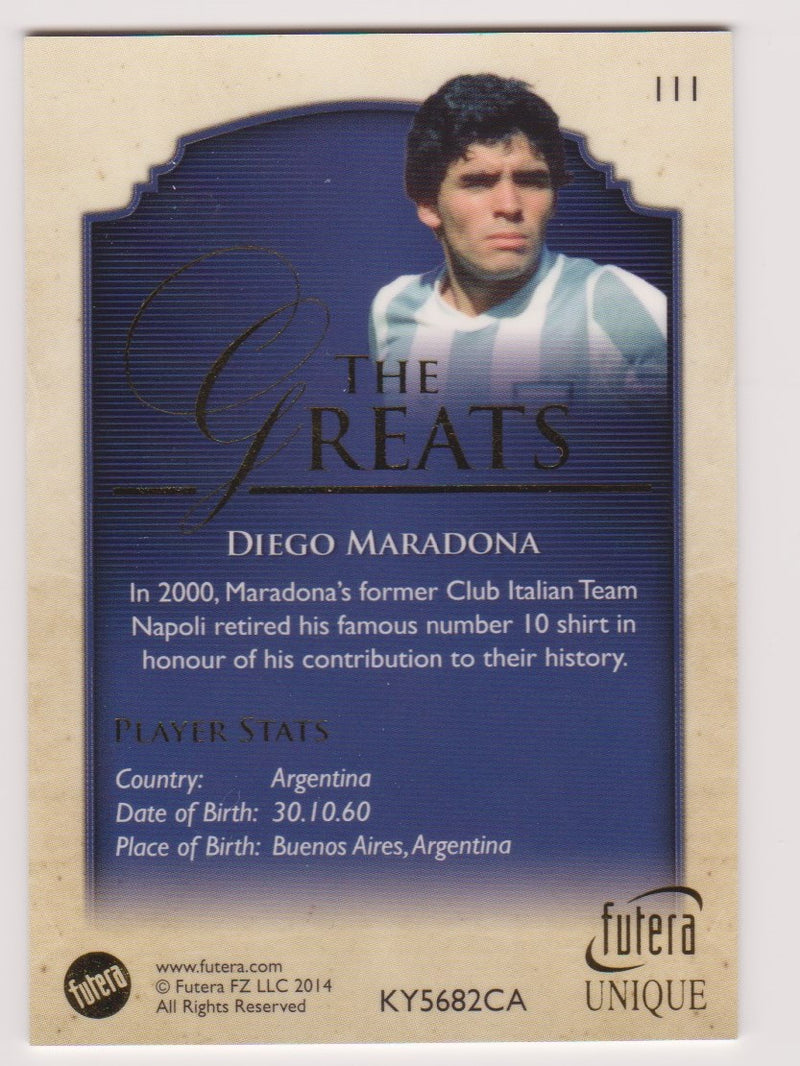 111
THE
GREATS
DIEGO MARADONA
In 2000, Maradona's former Club Italian Team
Napoli retired his famous number 10 shirt in
honour of his contribution to their history.
PLAYER STATS
Country: Argentina
Date of Birth: 30.10.60
Place of Birth: Buenos Aires, Argentina
futera
UNIQUE
futera
www.futera.com
© Futera FZ LLC 2014
All Rights Reserved
KY5682CA